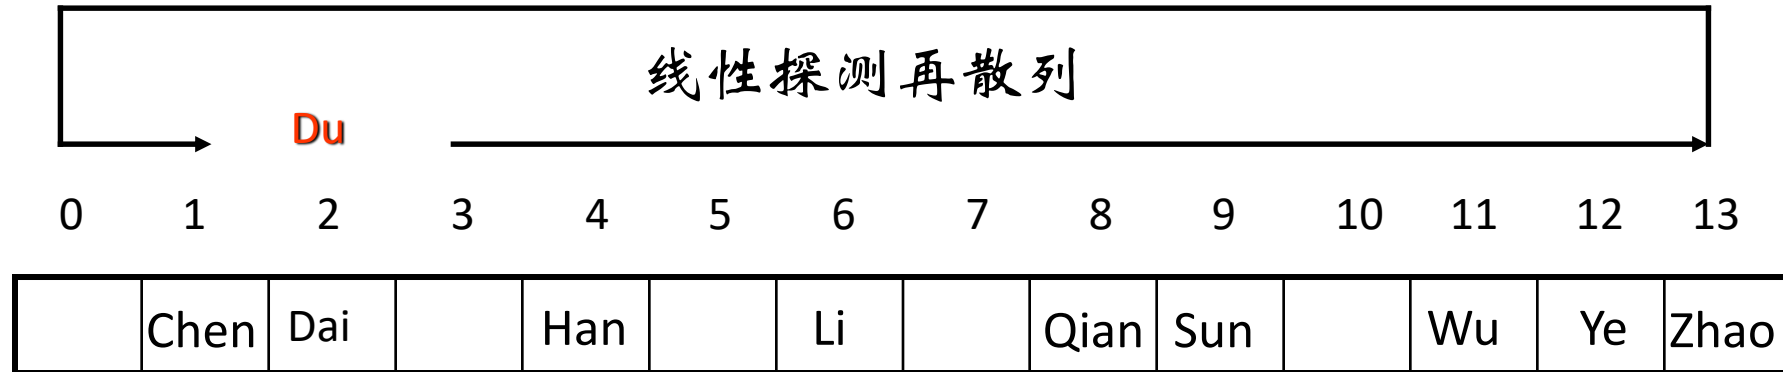 线性探测再散列
Du
0 1 2 3 4 5 6 7 8 9 10 11 12 13
Chen Dai Han Li Qian Sun Wu Ye Zhao